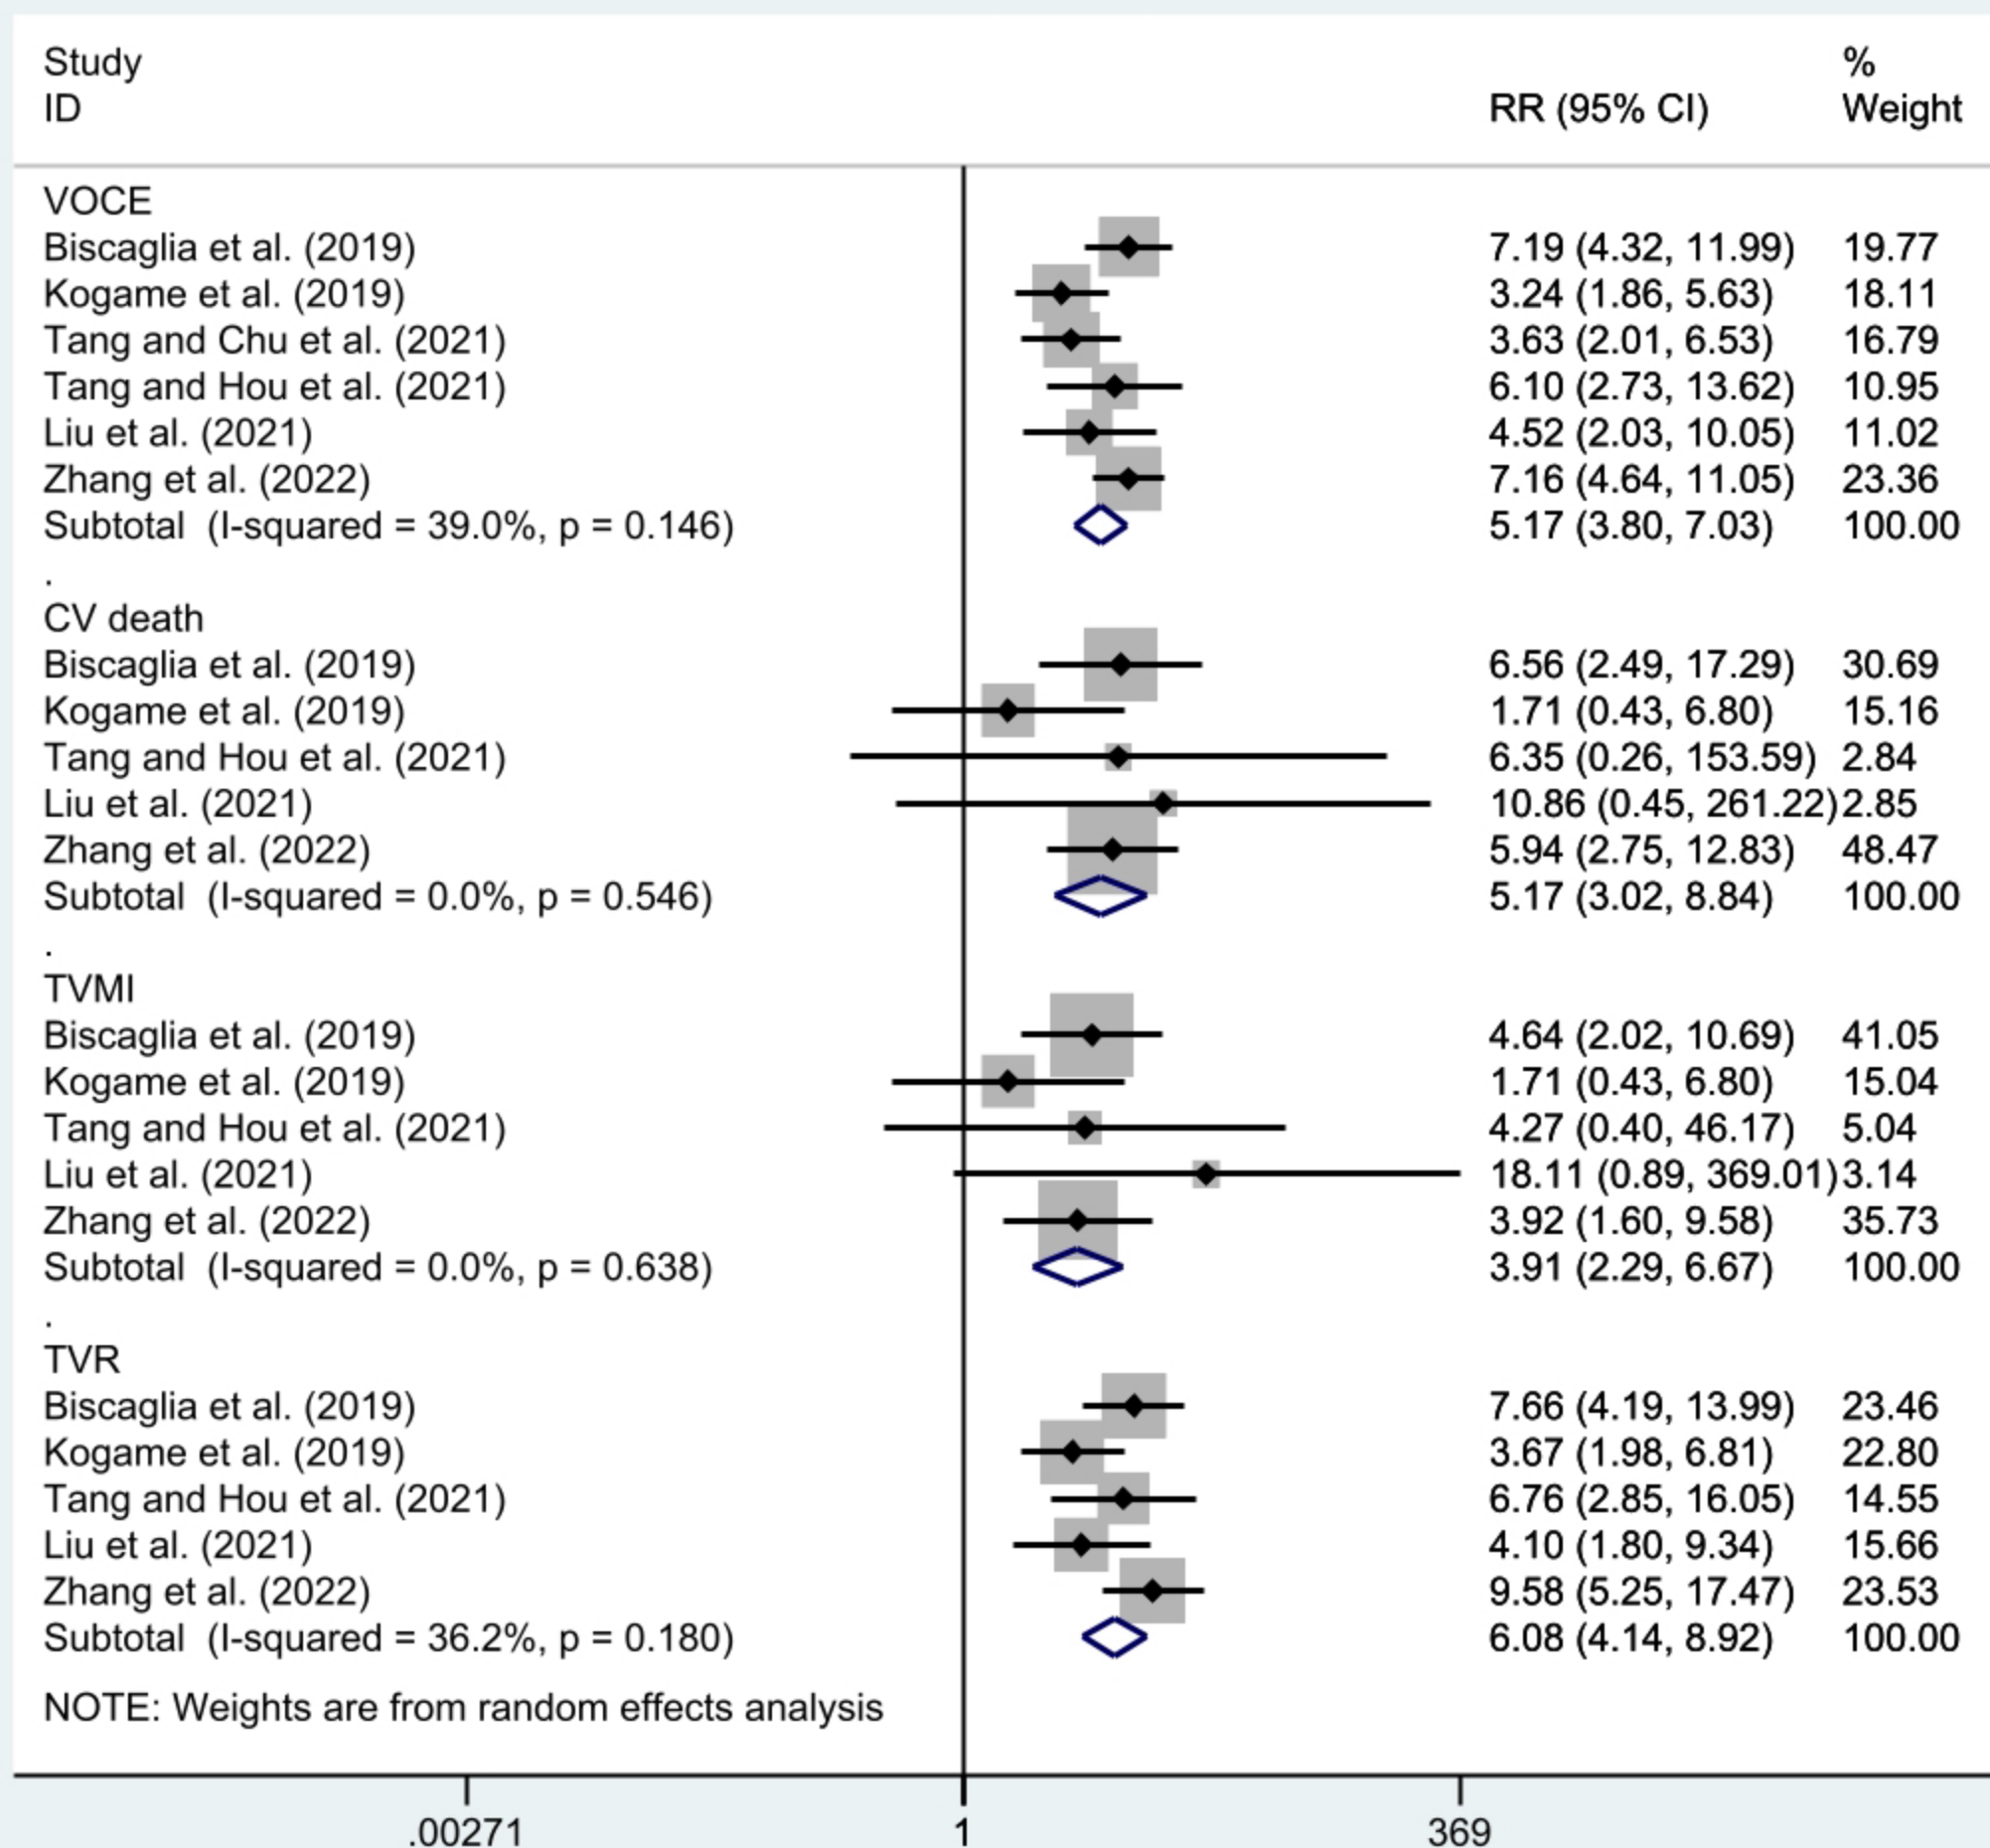 Study %
ID RR (95% CI) Weight
VOCE
Biscaglia et al. (2019) 7.19 (4.32, 11.99) 19.77
Kogame et al. (2019) 3.24 (1.86, 5.63) 18.11
Tang and Chu et al. (2021) 3.63 (2.01, 6.53) 16.79
Tang and Hou et al. (2021) 6.10 (2.73, 13.62) 10.95
Liu et al. (2021) 4.52 (2.03, 10.05) 11.02
Zhang et al. (2022) 7.16 (4.64, 11.05) 23.36
Subtotal (I-squared = 39.0%, p = 0.146) 5.17 (3.80, 7.03) 100.00
.
CV death
Biscaglia et al. (2019) 6.56 (2.49, 17.29) 30.69
Kogame et al. (2019) 1.71 (0.43, 6.80) 15.16
Tang and Hou et al. (2021) 6.35 (0.26, 153.59) 2.84
Liu et al. (2021) 10.86 (0.45, 261.22) 2.85
Zhang et al. (2022) 5.94 (2.75, 12.83) 48.47
Subtotal (I-squared = 0.0%, p = 0.546) 5.17 (3.02, 8.84) 100.00
.
TVMI
Biscaglia et al. (2019) 4.64 (2.02, 10.69) 41.05
Kogame et al. (2019) 1.71 (0.43, 6.80) 15.04
Tang and Hou et al. (2021) 4.27 (0.40, 46.17) 5.04
Liu et al. (2021) 18.11 (0.89, 369.01) 3.14
Zhang et al. (2022) 3.92 (1.60, 9.58) 35.73
Subtotal (I-squared = 0.0%, p = 0.638) 3.91 (2.29, 6.67) 100.00
.
TVR
Biscaglia et al. (2019) 7.66 (4.19, 13.99) 23.46
Kogame et al. (2019) 3.67 (1.98, 6.81) 22.80
Tang and Hou et al. (2021) 6.76 (2.85, 16.05) 14.55
Liu et al. (2021) 4.10 (1.80, 9.34) 15.66
Zhang et al. (2022) 9.58 (5.25, 17.47) 23.53
Subtotal (I-squared = 36.2%, p = 0.180) 6.08 (4.14, 8.92) 100.00
NOTE: Weights are from random effects analysis
.00271 1 369